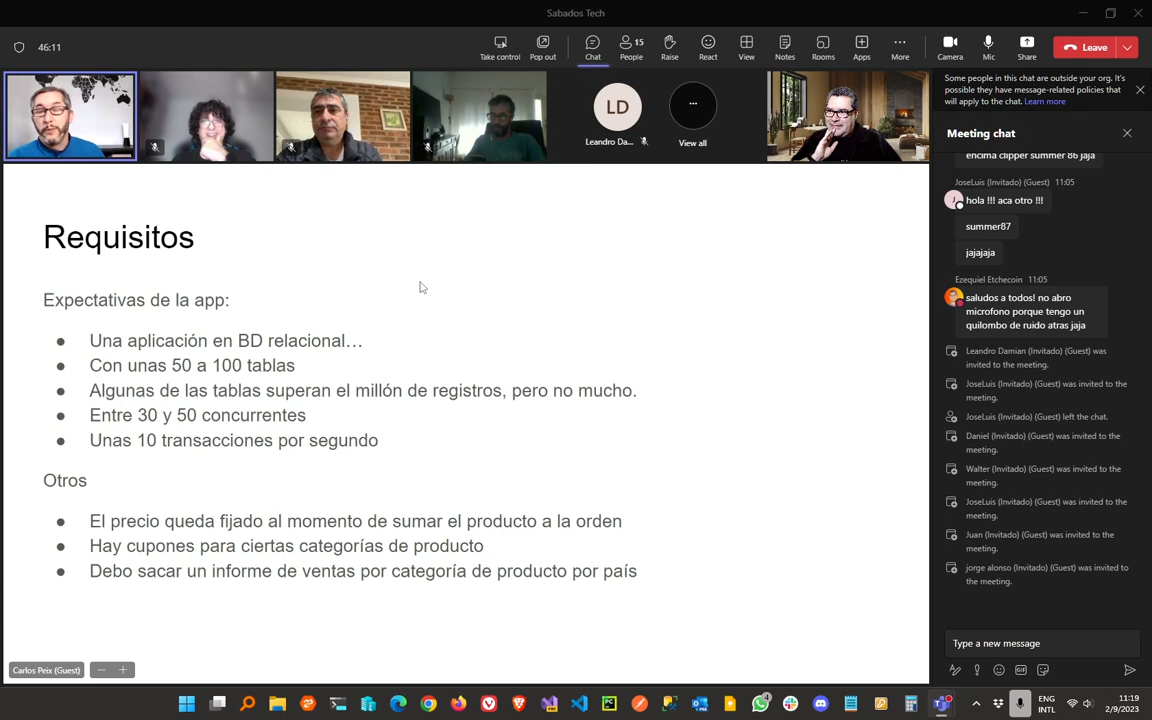 Sabados Tech
46:11
Take control
Pop out
Chat
15
People
Raise
React
View
Notes
Rooms
Apps
More
Camera
Mic
Share
Leave
LD
Leandro Da...
View all
Requisitos
Expectativas de la app:
● Una aplicación en BD relacional…
● Con unas 50 a 100 tablas
● Algunas de las tablas superan el millón de registros, pero no mucho.
● Entre 30 y 50 concurrentes
● Unas 10 transacciones por segundo
Otros
● El precio queda fijado al momento de sumar el producto a la orden
● Hay cupones para ciertas categorías de producto
● Debo sacar un informe de ventas por categoría de producto por país
Carlos Peix (Guest)
Some people in this chat are outside your org. It's
possible they have message-related policies that
will apply to the chat. Learn more
Meeting chat
encima clipper summer 86 jaja
JoseLuis (Invitado) (Guest) 11:05
hola !!! aca otro !!!
summer87
jajajaja
Ezequiel Etchecoin 11:05
saludos a todos! no abro
microfono porque tengo un
quilombo de ruido atras jaja
Leandro Damian (Invitado) (Guest) was
invited to the meeting.
JoseLuis (Invitado) (Guest) was invited to the
meeting.
JoseLuis (Invitado) (Guest) left the chat.
Daniel (Invitado) (Guest) was invited to the
meeting.
Walter (Invitado) (Guest) was invited to the
meeting.
JoseLuis (Invitado) (Guest) was invited to the
meeting.
Juan (Invitado) (Guest) was invited to the
meeting.
jorge alonso (Invitado) (Guest) was invited to
the meeting.
Type a new message
GIF
4
ENG
INTL
11:19
2/9/2023